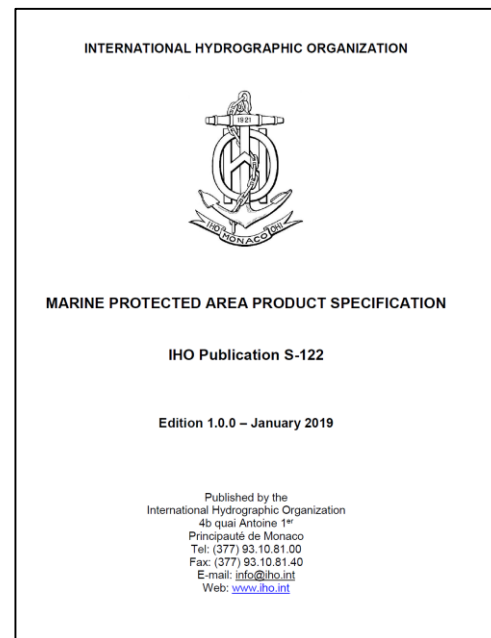 INTERNATIONAL HYDROGRAPHIC ORGANIZATION
1921
IHO MONACO OHI
MARINE PROTECTED AREA PRODUCT SPECIFICATION
IHO Publication S-122
Edition 1.0.0 – January 2019
Published by the
International Hydrographic Organization
4b quai Antoine 1er
Principauté de Monaco
Tel: (377) 93.10.81.00
Fax: (377) 93.10.81.40
E-mail: info@iho.int
Web: www.iho.int